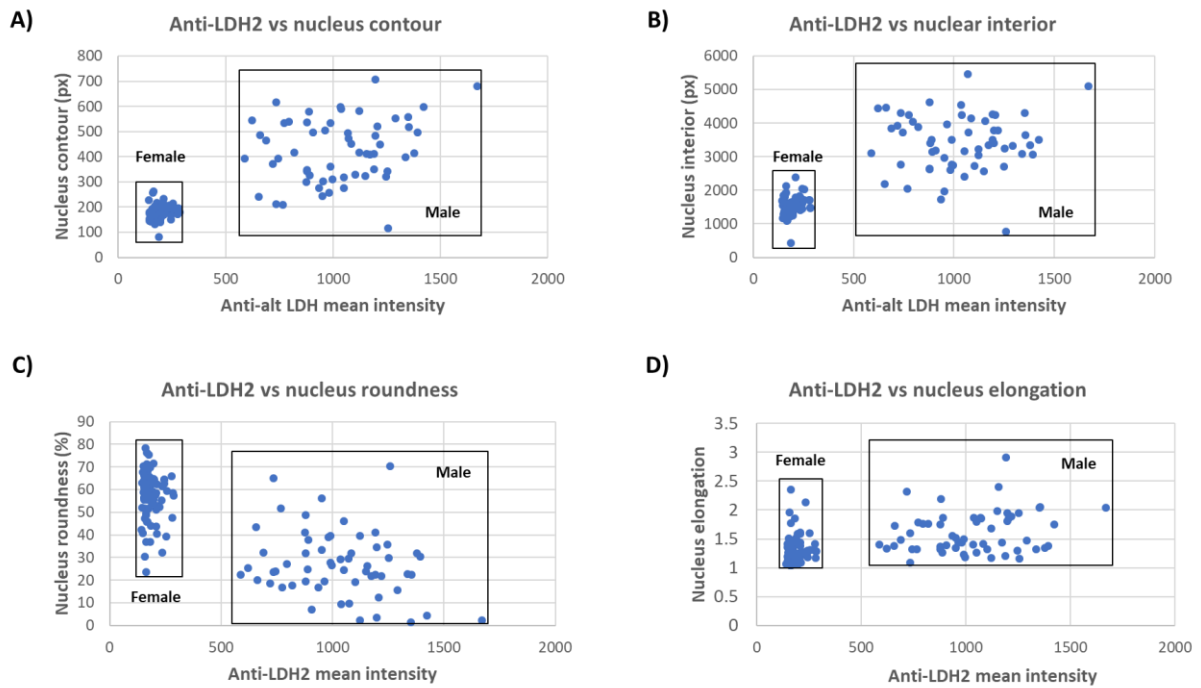 A)
Anti-LDH2 vs nucleus contour
Nucleus contour (px)
800
700
600
500
400
300
200
100
0
Female
Male
0 500 1000 1500 2000
Anti-alt LDH mean intensity
B)
Anti-LDH2 vs nuclear interior
Nucleus interior (px)
6000
5000
4000
3000
2000
1000
0
Female
Male
0 500 1000 1500 2000
Anti-alt LDH mean intensity
C)
Anti-LDH2 vs nucleus roundness
Nucleus roundness (%)
90
80
70
60
50
40
30
20
10
0
Male
Female
0 500 1000 1500 2000
Anti-LDH2 mean intensity
D)
Anti-LDH2 vs nucleus elongation
Nucleus elongation
3.5
3
2.5
2
1.5
1
0.5
0
Female
Male
0 500 1000 1500 2000
Anti-LDH2 mean intensity